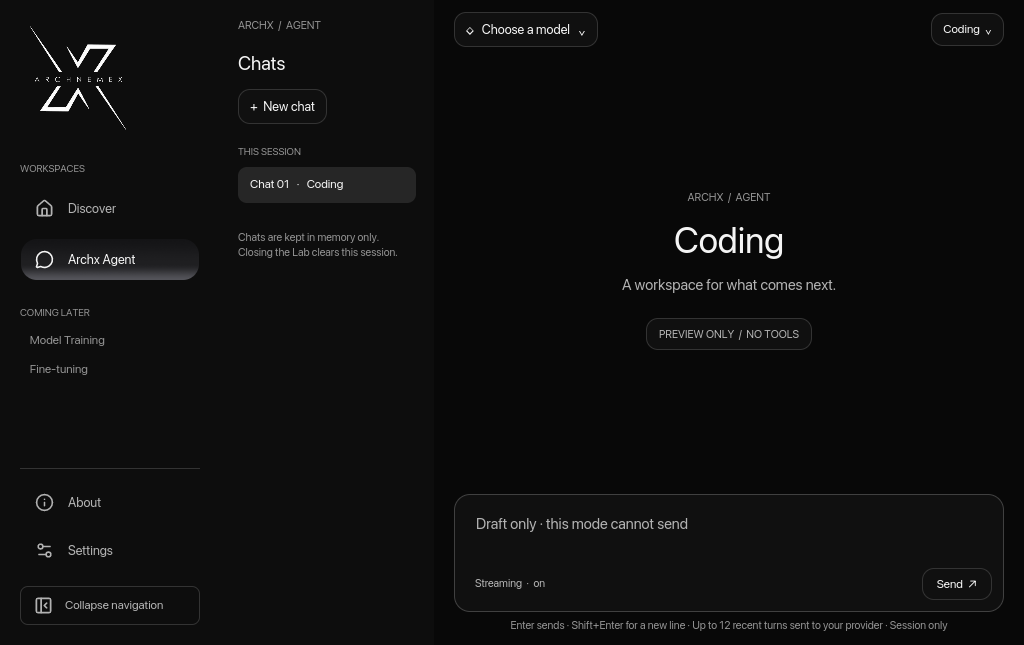 ARCHNEMEX
WORKSPACES
Discover
Archx Agent
COMING LATER
Model Training
Fine-tuning
About
Settings
Collapse navigation
ARCHX / AGENT
Chats
+ New chat
THIS SESSION
Chat 01 · Coding
Chats are kept in memory only.
Closing the Lab clears this session.
Choose a model
Coding
ARCHX / AGENT
Coding
A workspace for what comes next.
PREVIEW ONLY / NO TOOLS
Draft only · this mode cannot send
Streaming · on
Send ↗
Enter sends · Shift+Enter for a new line · Up to 12 recent turns sent to your provider · Session only